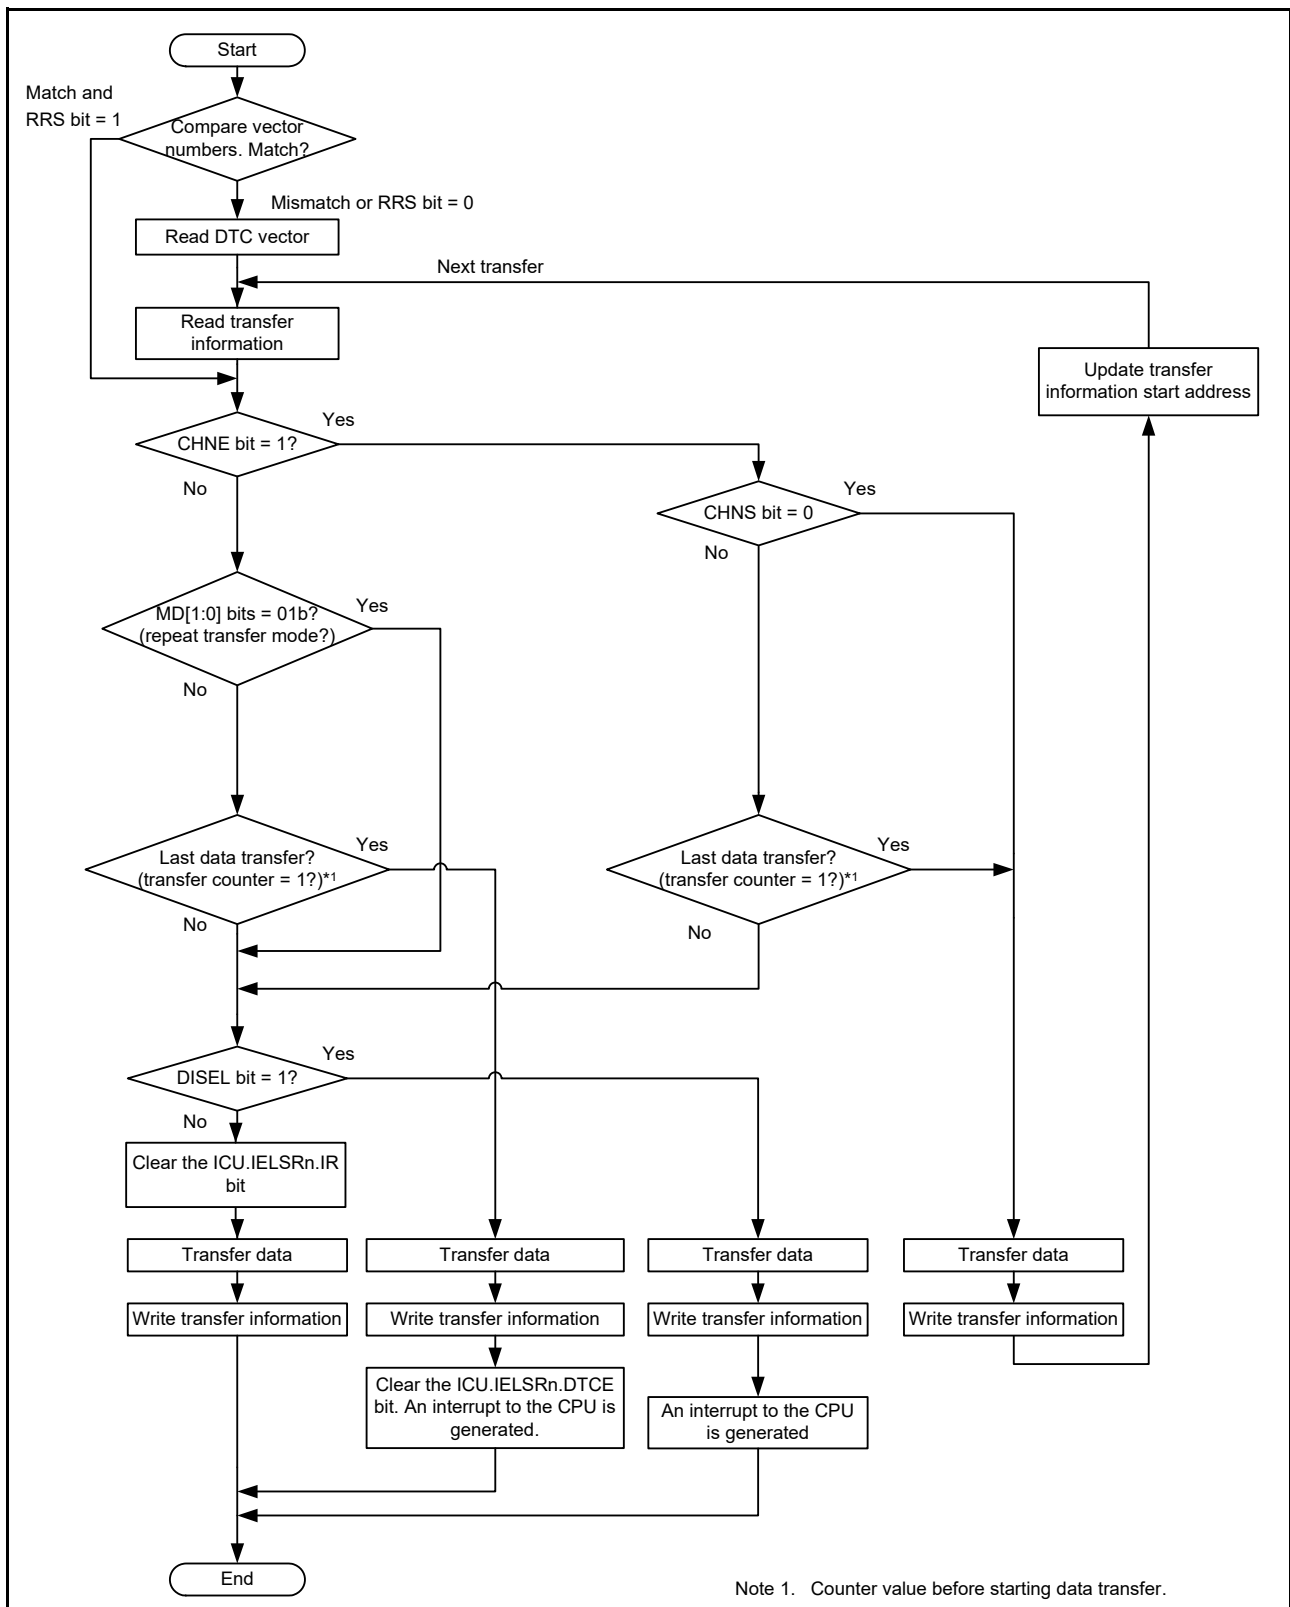 Start
Match and
RRS bit = 1
Compare vector
numbers. Match?
Mismatch or RRS bit = 0
Read DTC vector
Next transfer
Read transfer
information
Update transfer
information start address
Yes
CHNE bit = 1?
No
Yes
CHNS bit = 0
No
MD[1:0] bits = 01b?
(repeat transfer mode?)
Yes
No
Last data transfer?
(transfer counter = 1?)*1
Yes
No
Last data transfer?
(transfer counter = 1?)*1
Yes
No
Yes
DISEL bit = 1?
No
Clear the ICU.IELSRn.IR
bit
Transfer data
Transfer data
Transfer data
Transfer data
Write transfer information
Write transfer information
Write transfer information
Write transfer information
Clear the ICU.IELSRn.DTCE
bit. An interrupt to the CPU is
generated.
An interrupt to the CPU
is generated
End
Note 1. Counter value before starting data transfer.